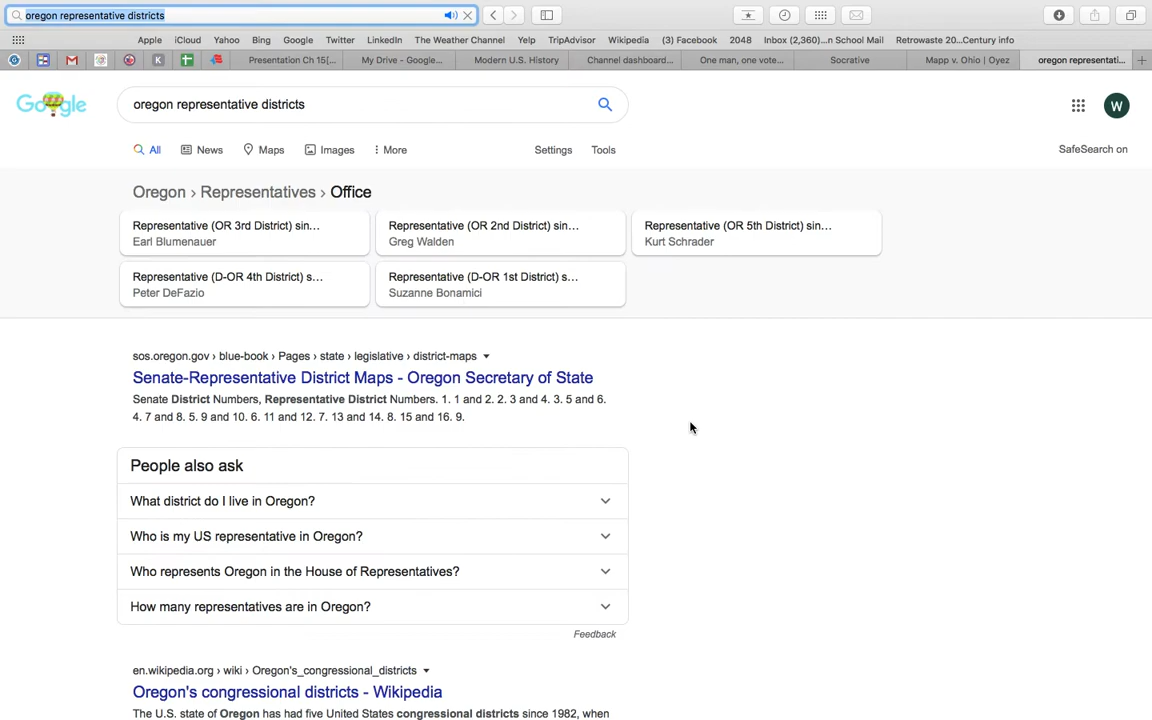 oregon representative districts
Apple iCloud Yahoo Bing Google Twitter LinkedIn The Weather Channel Yelp TripAdvisor Wikipedia (3) Facebook 2048 Inbox (2,360)...n School Mail Retrowaste 20...Century info
K Presentation Ch 15[... My Drive - Google... Modern U.S. History Channel dashboard... One man, one vote... Socrative Mapp v. Ohio | Oyez oregon representati...
Google oregon representative districts W
All News Maps Images More Settings Tools SafeSearch on
Oregon › Representatives › Office
Representative (OR 3rd District) sin... Representative (OR 2nd District) sin... Representative (OR 5th District) sin...
Earl Blumenauer Greg Walden Kurt Schrader
Representative (D-OR 4th District) s... Representative (D-OR 1st District) s...
Peter DeFazio Suzanne Bonamici
sos.oregon.gov › blue-book › Pages › state › legislative › district-maps
Senate-Representative District Maps - Oregon Secretary of State
Senate District Numbers, Representative District Numbers. 1. 1 and 2. 2. 3 and 4. 3. 5 and 6.
4. 7 and 8. 5. 9 and 10. 6. 11 and 12. 7. 13 and 14. 8. 15 and 16. 9.
People also ask
What district do I live in Oregon?
Who is my US representative in Oregon?
Who represents Oregon in the House of Representatives?
How many representatives are in Oregon?
Feedback
en.wikipedia.org › wiki › Oregon's_congressional_districts
Oregon's congressional districts - Wikipedia
The U.S. state of Oregon has had five United States congressional districts since 1982, when